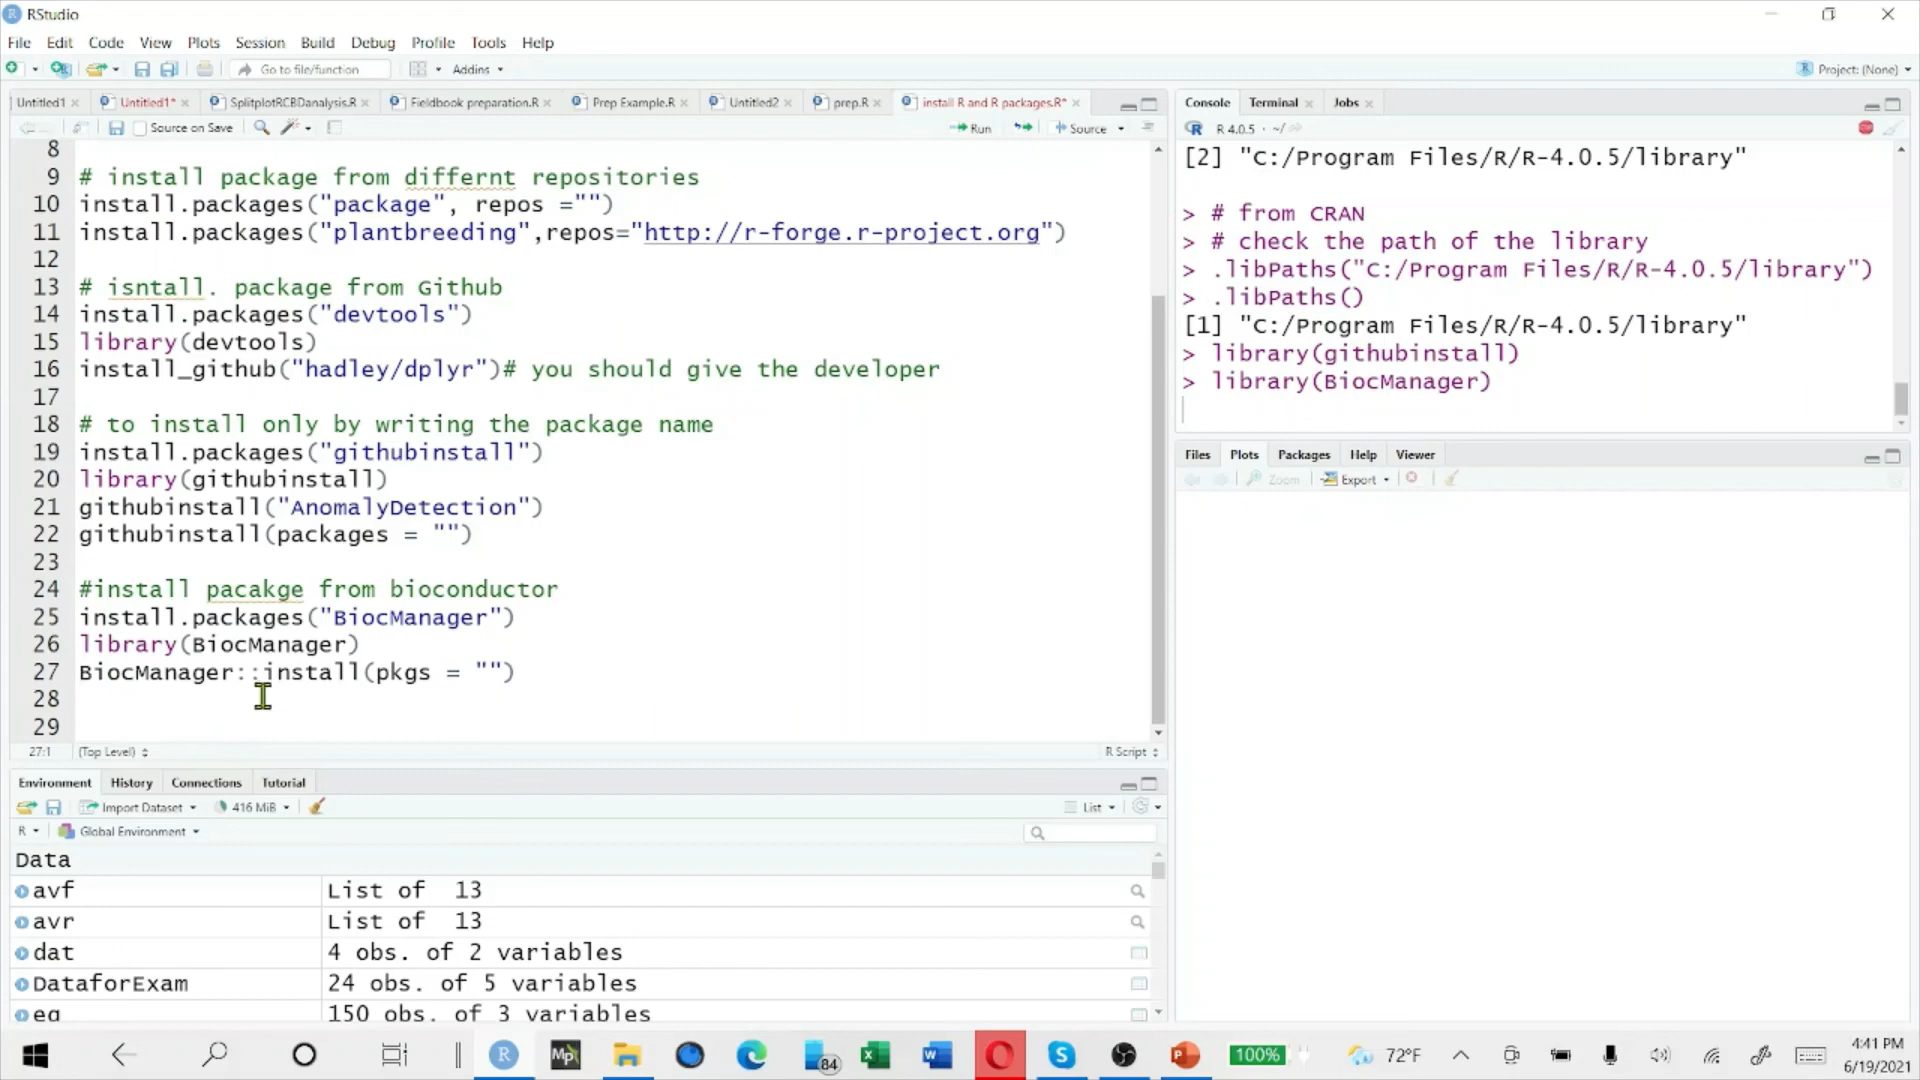 RStudio
File Edit Code View Plots Session Build Debug Profile Tools Help
Go to file/function Addins Project: (None)
Untitled1 Untitled1* SplitplotRCBDanalysis.R Fieldbook preparation.R Prep Example.R Untitled2 prep.R install R and R packages.R*
Source on Save Run Source
8
9 # install package from differnt repositories
10 install.packages("package", repos ="")
11 install.packages("plantbreeding",repos="http://r-forge.r-project.org")
12
13 # isntall. package from Github
14 install.packages("devtools")
15 library(devtools)
16 install_github("hadley/dplyr")# you should give the developer
17
18 # to install only by writing the package name
19 install.packages("githubinstall")
20 library(githubinstall)
21 githubinstall("AnomalyDetection")
22 githubinstall(packages = "")
23
24 #install pacakge from bioconductor
25 install.packages("BiocManager")
26 library(BiocManager)
27 BiocManager::install(pkgs = "")
28
29
27:1 (Top Level) R Script
Environment History Connections Tutorial
Import Dataset 416 MiB List
R Global Environment
Data
avf List of 13
avr List of 13
dat 4 obs. of 2 variables
DataforExam 24 obs. of 5 variables
eg 150 obs. of 3 variables
Console Terminal Jobs
R 4.0.5 · ~/
[2] "C:/Program Files/R/R-4.0.5/library"
> # from CRAN
> # check the path of the library
> .libPaths("C:/Program Files/R/R-4.0.5/library")
> .libPaths()
[1] "C:/Program Files/R/R-4.0.5/library"
> library(githubinstall)
> library(BiocManager)
Files Plots Packages Help Viewer
Zoom Export
R Mp 84 X W P 100% 72°F 4:41 PM
6/19/2021